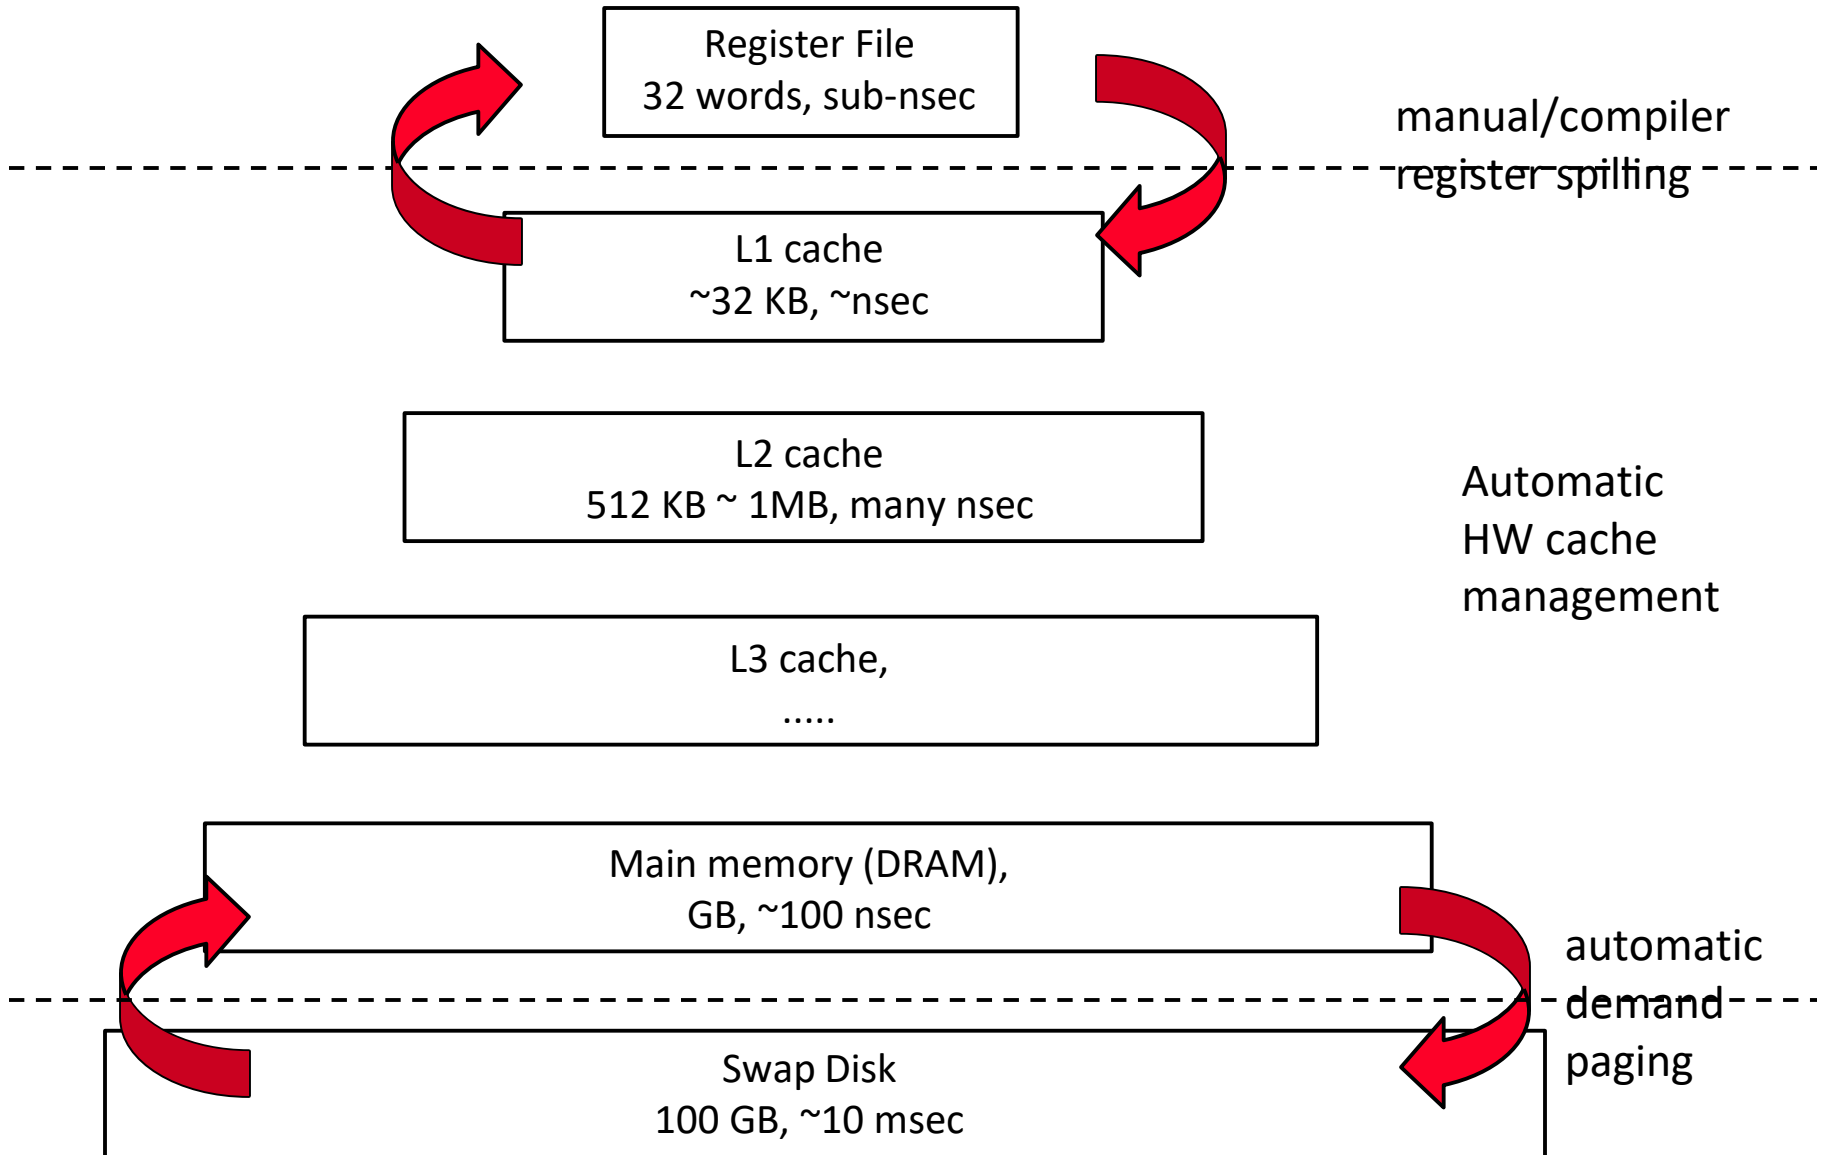 Register File
32 words, sub-nsec
manual/compiler
register spilling
L1 cache
~32 KB, ~nsec
L2 cache
512 KB ~ 1MB, many nsec
Automatic
HW cache
management
L3 cache,
.....
Main memory (DRAM),
GB, ~100 nsec
automatic
demand
paging
Swap Disk
100 GB, ~10 msec